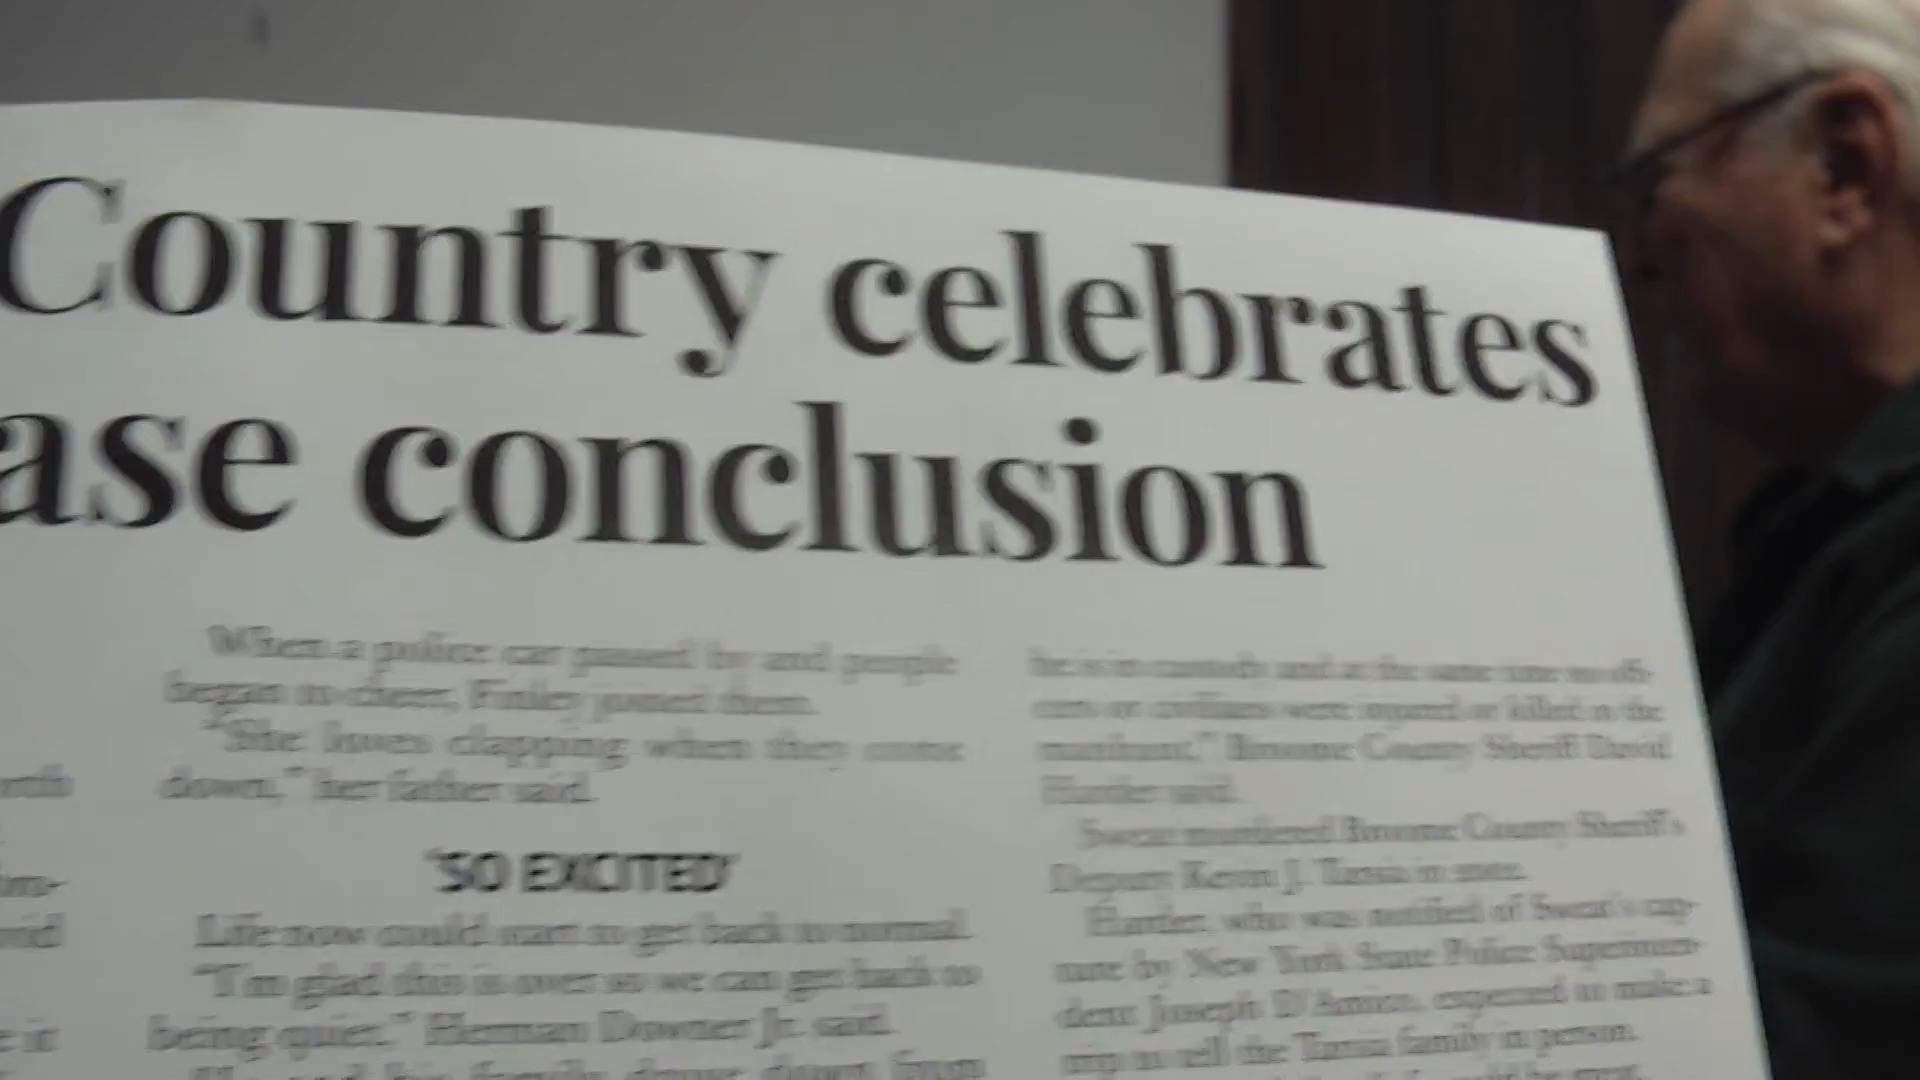 Country celebrates
ase conclusion
When a police car passed by and people
began to cheer, Finley joined them.
"She loves clapping when they come
down," her father said.
'SO EXCITED'
Life now could start to get back to normal.
"I'm glad this is over so we can get back to
being quiet," Herman Downer Jr. said.
family drove down from
he is in custody and at the same time no offi-
cers or civilians were injured or killed in the
manhunt," Broome County Sheriff David
Harder said.
Sweat murdered Broome County Sheriff's
Deputy Kevin J. Tarsia in
Harder, who was notified of Sweat's cap-
ture by New York State Police Superinten-
dent Joseph D'Amico, expected to make a
trip to tell the Tarsia family in person.